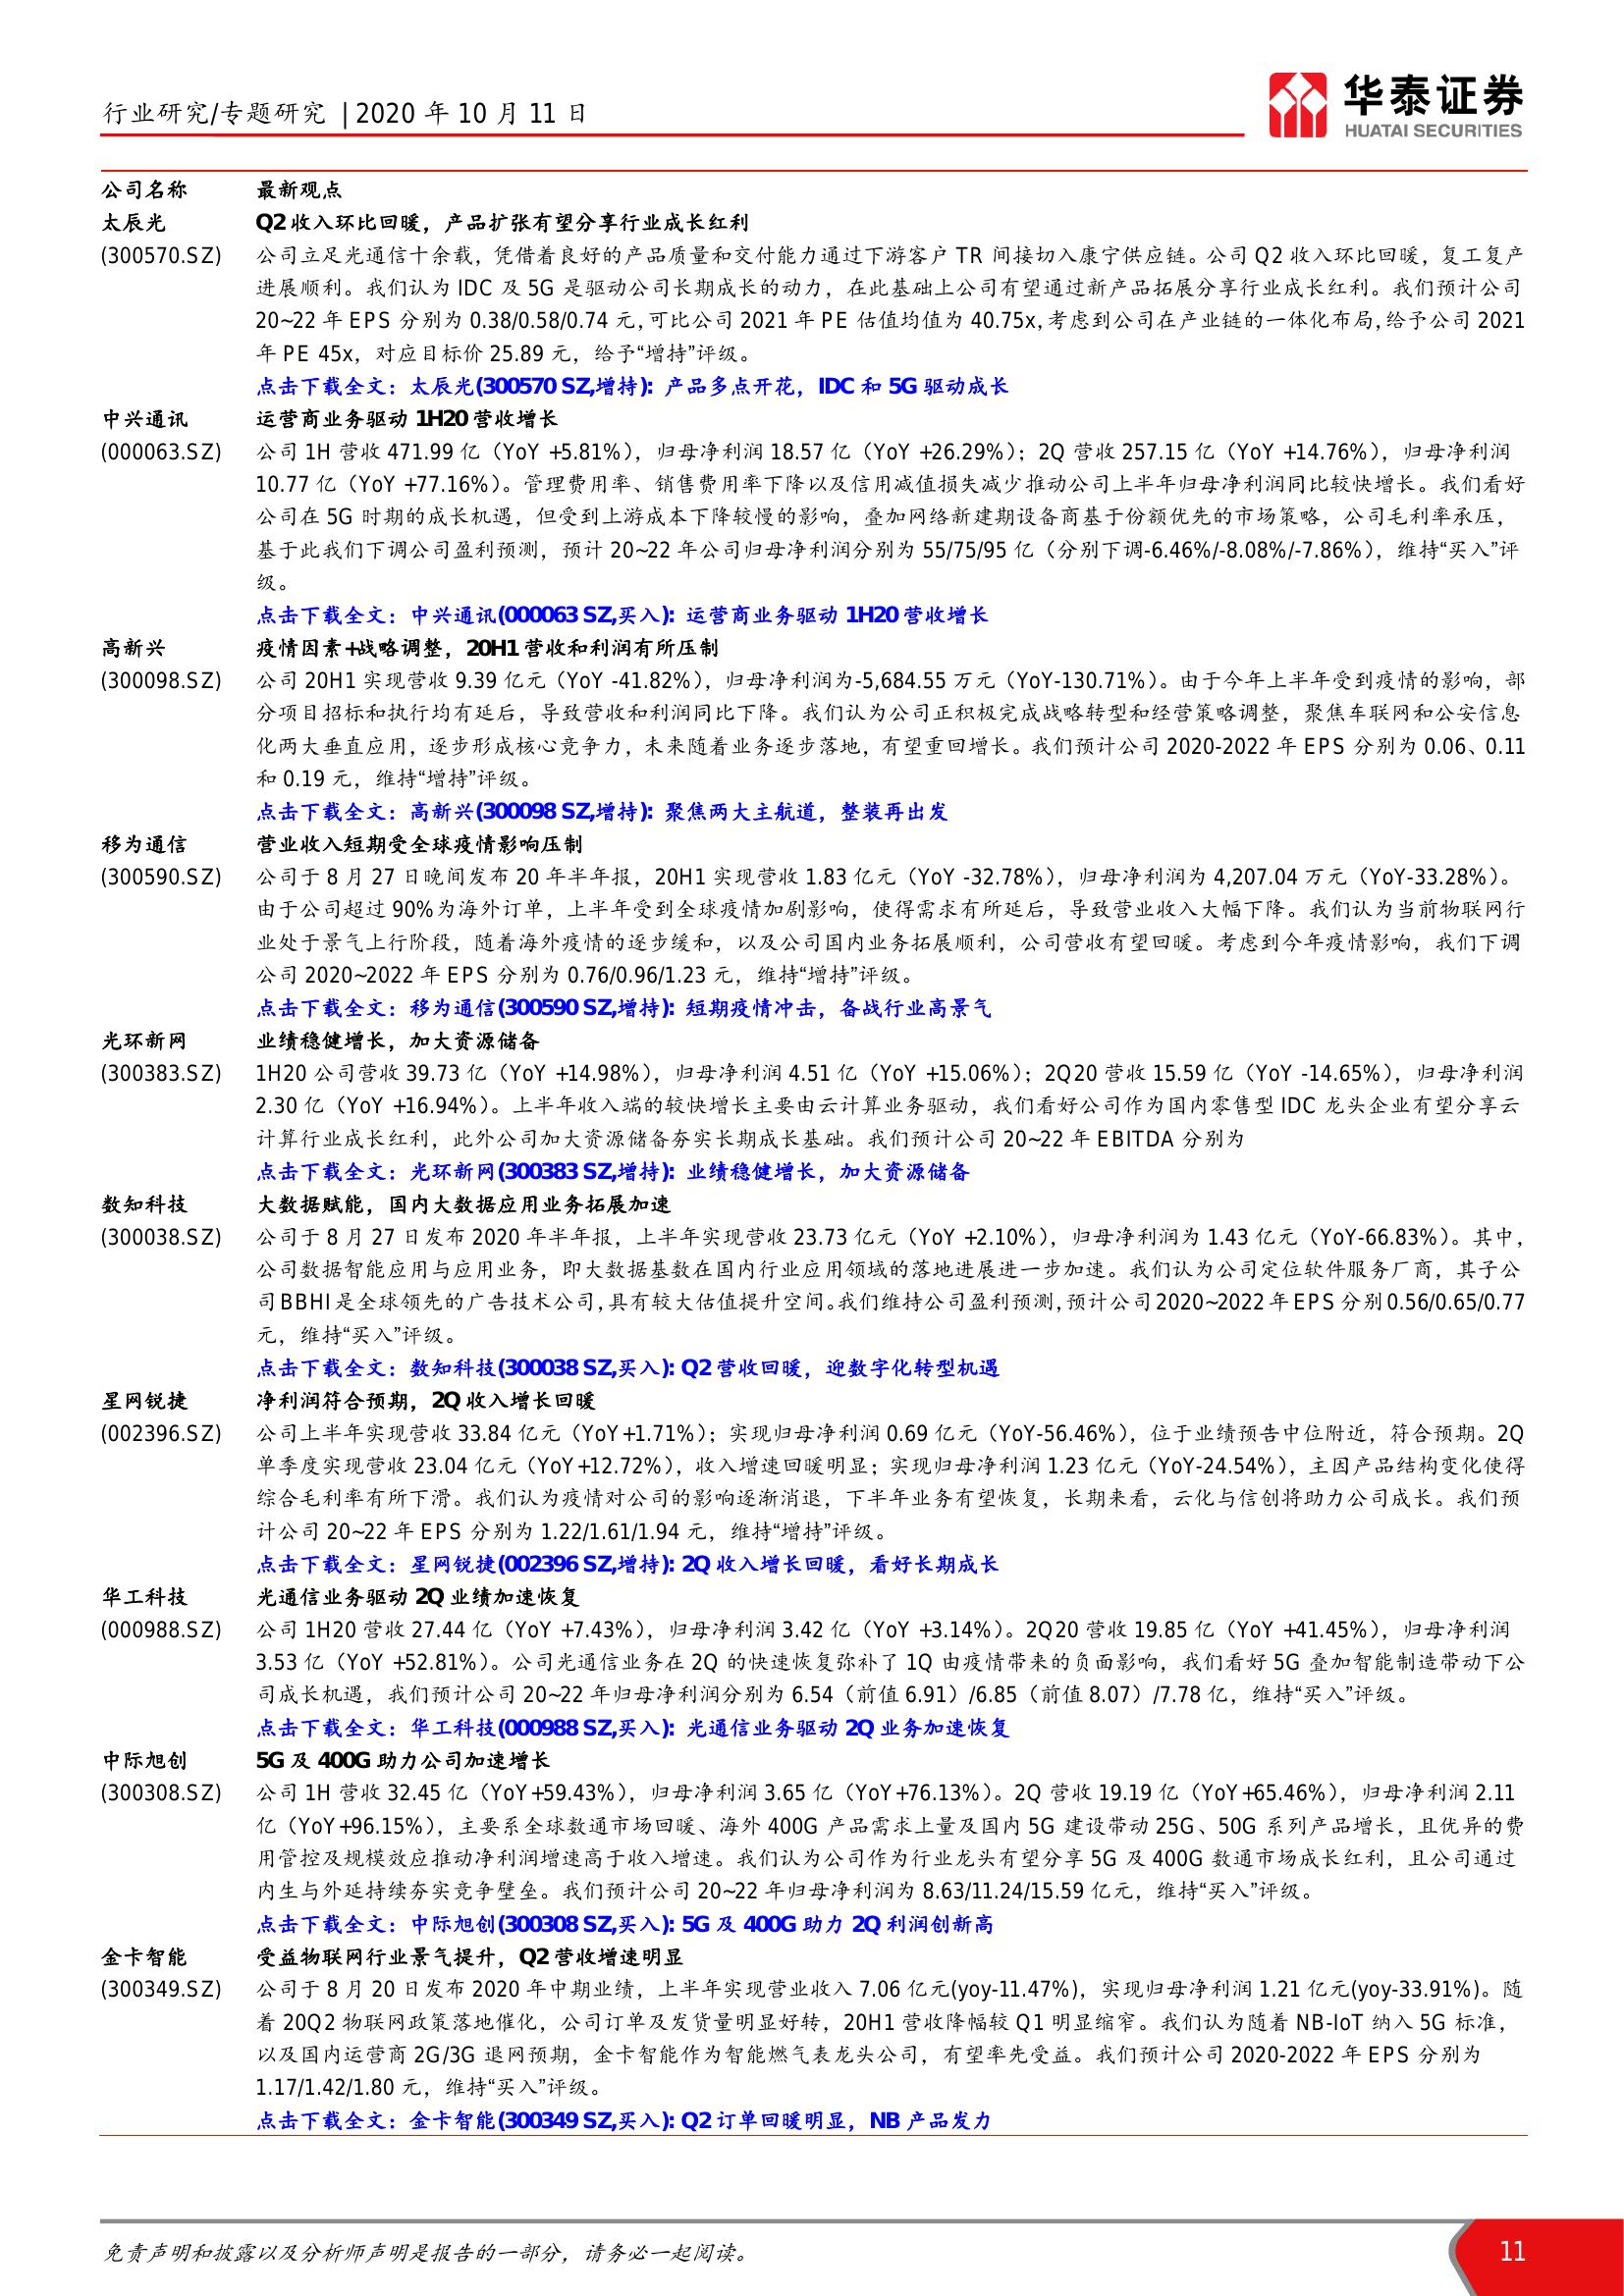 行业研究/专题研究 | 2020 年 10 月 11 日
华泰证券
HUATAI SECURITIES
公司名称 最新观点
太辰光 Q2 收入环比回暖，产品扩张有望分享行业成长红利
(300570.SZ) 公司立足光通信十余载，凭借着良好的产品质量和交付能力通过下游客户 TR 间接切入康宁供应链。公司 Q2 收入环比回暖，复工复产
进展顺利。我们认为 IDC 及 5G 是驱动公司长期成长的动力，在此基础上公司有望通过新产品拓展分享行业成长红利。我们预计公司
20~22 年 EPS 分别为 0.38/0.58/0.74 元,可比公司 2021 年 PE 估值均值为 40.75x,考虑到公司在产业链的一体化布局,给予公司 2021
年 PE 45x，对应目标价 25.89 元，给予“增持”评级。
点击下载全文：太辰光(300570 SZ,增持): 产品多点开花，IDC 和 5G 驱动成长
中兴通讯 运营商业务驱动 1H20 营收增长
(000063.SZ) 公司 1H 营收 471.99 亿（YoY +5.81%），归母净利润 18.57 亿（YoY +26.29%）；2Q 营收 257.15 亿（YoY +14.76%），归母净利润
10.77 亿（YoY +77.16%）。管理费用率、销售费用率下降以及信用减值损失减少推动公司上半年归母净利润同比较快增长。我们看好
公司在 5G 时期的成长机遇，但受到上游成本下降较慢的影响，叠加网络新建期设备商基于份额优先的市场策略，公司毛利率承压，
基于此我们下调公司盈利预测，预计 20~22 年公司归母净利润分别为 55/75/95 亿（分别下调-6.46%/-8.08%/-7.86%），维持“买入”评
级。
点击下载全文：中兴通讯(000063 SZ,买入): 运营商业务驱动 1H20 营收增长
高新兴 疫情因素+战略调整，20H1 营收和利润有所压制
(300098.SZ) 公司 20H1 实现营收 9.39 亿元（YoY -41.82%），归母净利润为-5,684.55 万元（YoY-130.71%）。由于今年上半年受到疫情的影响，部
分项目招标和执行均有延后，导致营收和利润同比下降。我们认为公司正积极完成战略转型和经营策略调整，聚焦车联网和公安信息
化两大垂直应用，逐步形成核心竞争力，未来随着业务逐步落地，有望重回增长。我们预计公司 2020-2022 年 EPS 分别为 0.06、0.11
和 0.19 元，维持“增持”评级。
点击下载全文：高新兴(300098 SZ,增持): 聚焦两大主航道，整装再出发
移为通信 营业收入短期受全球疫情影响压制
(300590.SZ) 公司于 8 月 27 日晚间发布 20 年半年报，20H1 实现营收 1.83 亿元（YoY -32.78%），归母净利润为 4,207.04 万元（YoY-33.28%）。
由于公司超过 90%为海外订单，上半年受到全球疫情加剧影响，使得需求有所延后，导致营业收入大幅下降。我们认为当前物联网行
业处于景气上行阶段，随着海外疫情的逐步缓和，以及公司国内业务拓展顺利，公司营收有望回暖。考虑到今年疫情影响，我们下调
公司 2020~2022 年 EPS 分别为 0.76/0.96/1.23 元，维持“增持”评级。
点击下载全文：移为通信(300590 SZ,增持): 短期疫情冲击，备战行业高景气
光环新网 业绩稳健增长，加大资源储备
(300383.SZ) 1H20 公司营收 39.73 亿（YoY +14.98%），归母净利润 4.51 亿（YoY +15.06%）；2Q20 营收 15.59 亿（YoY -14.65%），归母净利润
2.30 亿（YoY +16.94%）。上半年收入端的较快增长主要由云计算业务驱动，我们看好公司作为国内零售型 IDC 龙头企业有望分享云
计算行业成长红利，此外公司加大资源储备夯实长期成长基础。我们预计公司 20~22 年 EBITDA 分别为
点击下载全文：光环新网(300383 SZ,增持): 业绩稳健增长，加大资源储备
数知科技 大数据赋能，国内大数据应用业务拓展加速
(300038.SZ) 公司于 8 月 27 日发布 2020 年半年报，上半年实现营收 23.73 亿元（YoY +2.10%），归母净利润为 1.43 亿元（YoY-66.83%）。其中，
公司数据智能应用与应用业务，即大数据基数在国内行业应用领域的落地进展进一步加速。我们认为公司定位软件服务厂商，其子公
司BBHI是全球领先的广告技术公司,具有较大估值提升空间。我们维持公司盈利预测,预计公司2020~2022年EPS分别0.56/0.65/0.77
元，维持“买入”评级。
点击下载全文：数知科技(300038 SZ,买入): Q2 营收回暖，迎数字化转型机遇
星网锐捷 净利润符合预期，2Q 收入增长回暖
(002396.SZ) 公司上半年实现营收 33.84 亿元（YoY+1.71%）；实现归母净利润 0.69 亿元（YoY-56.46%），位于业绩预告中位附近，符合预期。2Q
单季度实现营收 23.04 亿元（YoY+12.72%），收入增速回暖明显；实现归母净利润 1.23 亿元（YoY-24.54%），主因产品结构变化使得
综合毛利率有所下滑。我们认为疫情对公司的影响逐渐消退，下半年业务有望恢复，长期来看，云化与信创将助力公司成长。我们预
计公司 20~22 年 EPS 分别为 1.22/1.61/1.94 元，维持“增持”评级。
点击下载全文：星网锐捷(002396 SZ,增持): 2Q 收入增长回暖，看好长期成长
华工科技 光通信业务驱动 2Q 业绩加速恢复
(000988.SZ) 公司 1H20 营收 27.44 亿（YoY +7.43%），归母净利润 3.42 亿（YoY +3.14%）。2Q20 营收 19.85 亿（YoY +41.45%），归母净利润
3.53 亿（YoY +52.81%）。公司光通信业务在 2Q 的快速恢复弥补了 1Q 由疫情带来的负面影响，我们看好 5G 叠加智能制造带动下公
司成长机遇，我们预计公司 20~22 年归母净利润分别为 6.54（前值 6.91）/6.85（前值 8.07）/7.78 亿，维持“买入”评级。
点击下载全文：华工科技(000988 SZ,买入): 光通信业务驱动 2Q 业务加速恢复
中际旭创 5G 及 400G 助力公司加速增长
(300308.SZ) 公司 1H 营收 32.45 亿（YoY+59.43%），归母净利润 3.65 亿（YoY+76.13%）。2Q 营收 19.19 亿（YoY+65.46%），归母净利润 2.11
亿（YoY+96.15%），主要系全球数通市场回暖、海外 400G 产品需求上量及国内 5G 建设带动 25G、50G 系列产品增长，且优异的费
用管控及规模效应推动净利润增速高于收入增速。我们认为公司作为行业龙头有望分享 5G 及 400G 数通市场成长红利，且公司通过
内生与外延持续夯实竞争壁垒。我们预计公司 20~22 年归母净利润为 8.63/11.24/15.59 亿元，维持“买入”评级。
点击下载全文：中际旭创(300308 SZ,买入): 5G 及 400G 助力 2Q 利润创新高
金卡智能 受益物联网行业景气提升，Q2 营收增速明显
(300349.SZ) 公司于 8 月 20 日发布 2020 年中期业绩，上半年实现营业收入 7.06 亿元(yoy-11.47%)，实现归母净利润 1.21 亿元(yoy-33.91%)。随
着 20Q2 物联网政策落地催化，公司订单及发货量明显好转，20H1 营收降幅较 Q1 明显缩窄。我们认为随着 NB-IoT 纳入 5G 标准，
以及国内运营商 2G/3G 退网预期，金卡智能作为智能燃气表龙头公司，有望率先受益。我们预计公司 2020-2022 年 EPS 分别为
1.17/1.42/1.80 元，维持“买入”评级。
点击下载全文：金卡智能(300349 SZ,买入): Q2 订单回暖明显，NB 产品发力
免责声明和披露以及分析师声明是报告的一部分，请务必一起阅读。 11